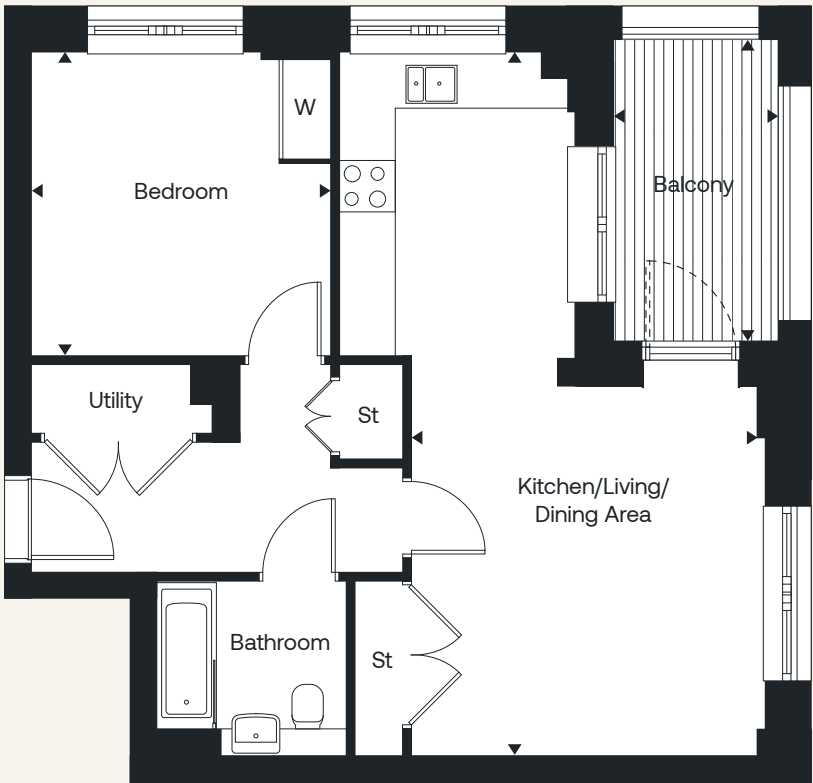 W
Bedroom
Balcony
Utility
St
Kitchen/Living/
Dining Area
Bathroom
St